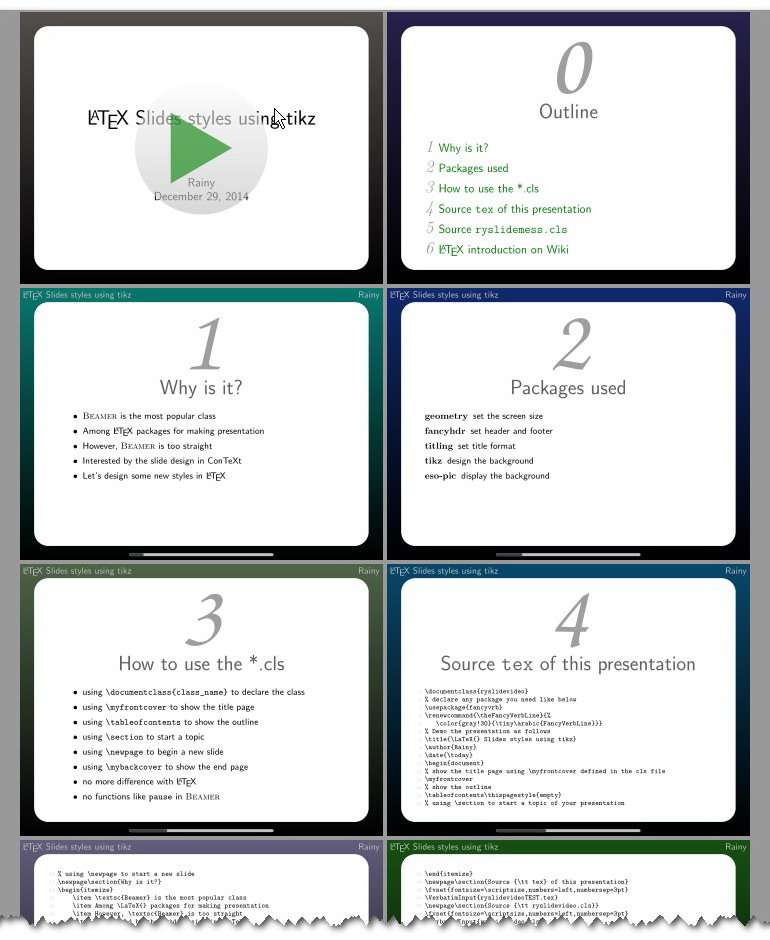 LATEX Slides styles using tikz
Rainy
December 29, 2014
0
Outline
1 Why is it?
2 Packages used
3 How to use the *.cls
4 Source tex of this presentation
5 Source ryslidemess.cls
6 LATEX introduction on Wiki
LATEX Slides styles using tikz Rainy
1
Why is it?
• BEAMER is the most popular class
• Among LATEX packages for making presentation
• However, BEAMER is too straight
• Interested by the slide design in ConTeXt
• Let's design some new styles in LATEX
LATEX Slides styles using tikz Rainy
2
Packages used
geometry set the screen size
fancyhdr set header and footer
titling set title format
tikz design the background
eso-pic display the background
LATEX Slides styles using tikz Rainy
3
How to use the *.cls
• using \documentclass{class_name} to declare the class
• using \myfrontcover to show the title page
• using \tableofcontents to show the outline
• using \section to start a topic
• using \newpage to begin a new slide
• using \mybackcover to show the end page
• no more difference with LATEX
• no functions like pause in BEAMER
LATEX Slides styles using tikz Rainy
4
Source tex of this presentation
\documentclass{ryslidevideo}
% declare any package you need like below
\usepackage{fancyvrb}
\renewcommand{\theFancyVerbLine}{%
\color{gray!30}{\tiny\arabic{FancyVerbLine}}}
% Demo the presentation as follows
\title{\LaTeX{} Slides styles using tikz}
\author{Rainy}
\date{\today}
\begin{document}
% show the title page using \myfrontcover defined in the cls file
\myfrontcover
% show the outline
\tableofcontents\thispagestyle{empty}
% using \section to start a topic of your presentation
LATEX Slides styles using tikz Rainy
% using \newpage to start a new slide
\newpage\section{Why is it?}
\begin{itemize}
\item \textsc{Beamer} is the most popular class
\item Among \LaTeX{} packages for making presentation
\item However, \textsc{Beamer} is too straight
LATEX Slides styles using tikz Rainy
\end{itemize}
\newpage\section{Source {\tt tex} of this presentation}
\fvset{fontsize=\scriptsize,numbers=left,numbersep=3pt}
\VerbatimInput{ryslidevideoTEST.tex}
\newpage\section{Source {\tt ryslidevideo.cls}}
\fvset{fontsize=\scriptsize,numbers=left,numbersep=3pt}